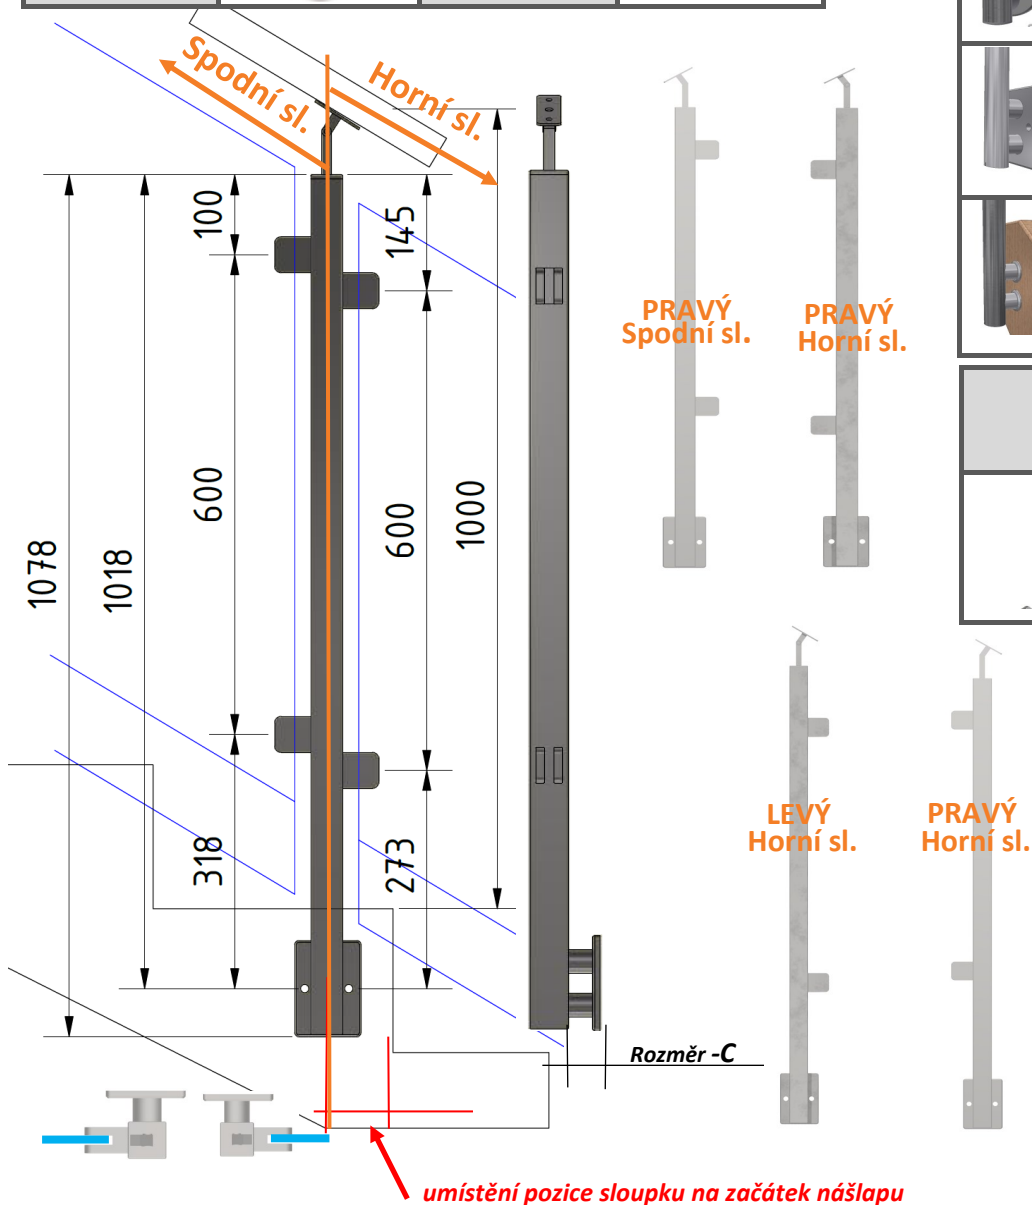 Spodní sl.
Horní sl.
100
145
600
600
1000
1078
1018
318
273
PRAVÝ
Spodní sl.
PRAVÝ
Horní sl.
LEVÝ
Horní sl.
PRAVÝ
Horní sl.
Rozměr -C
umístění pozice sloupku na začátek nášlapu